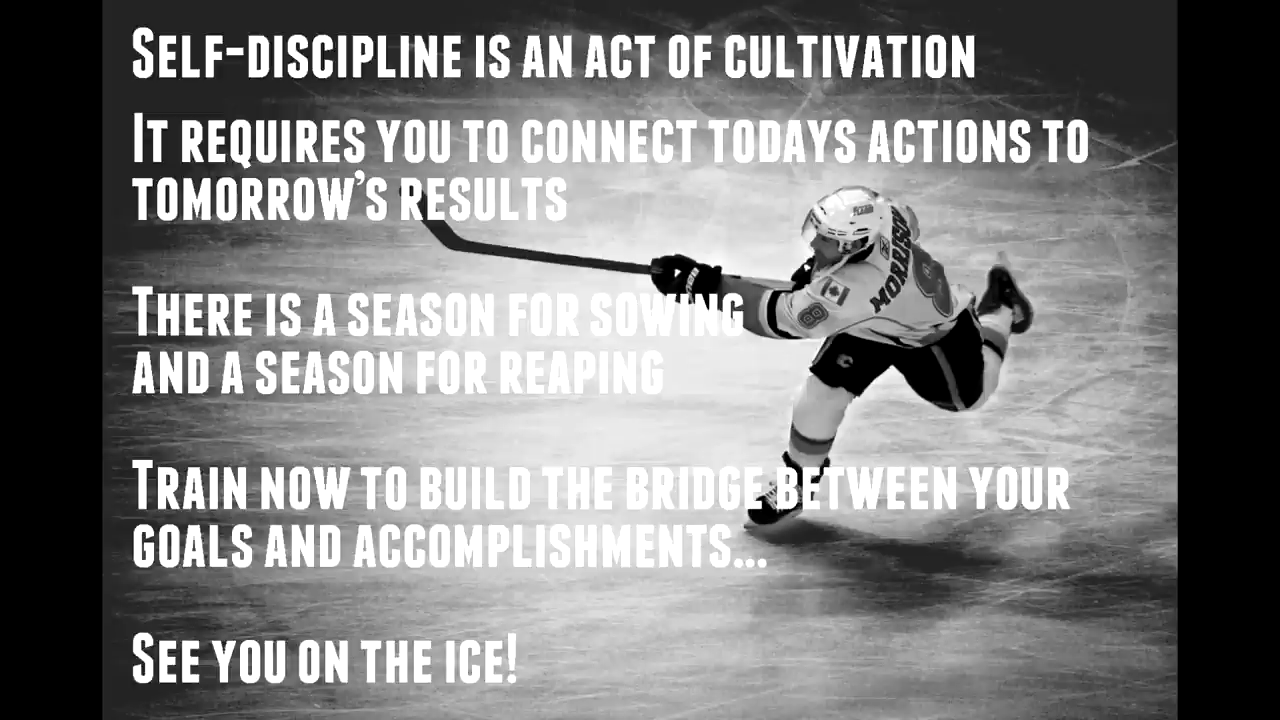 Self-discipline is an act of cultivation
It requires you to connect todays actions to
tomorrow's results
There is a season for sowing
and a season for reaping
Train now to build the bridge between your
goals and accomplishments...
See you on the ice!
MORRISON
8
8